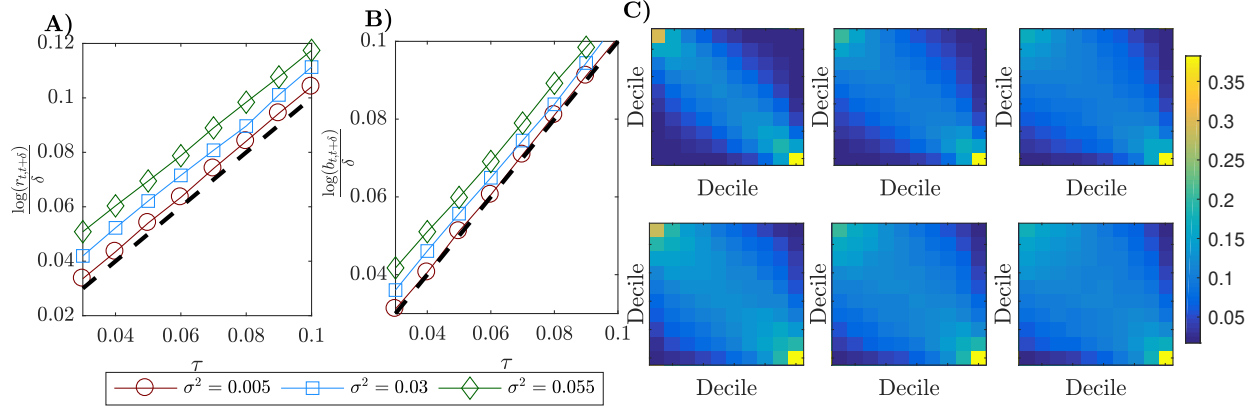 A)
log(r_{t,t+δ})
δ
0.12
0.1
0.08
0.06
0.04
0.02
0.04
0.06
0.08
0.1
τ
B)
log(b_{t,t+δ})
δ
0.1
0.08
0.06
0.04
0.04
0.06
0.08
0.1
τ
σ² = 0.005
σ² = 0.03
σ² = 0.055
C)
Decile
Decile
Decile
Decile
Decile
Decile
Decile
Decile
Decile
Decile
Decile
Decile
0.35
0.3
0.25
0.2
0.15
0.1
0.05